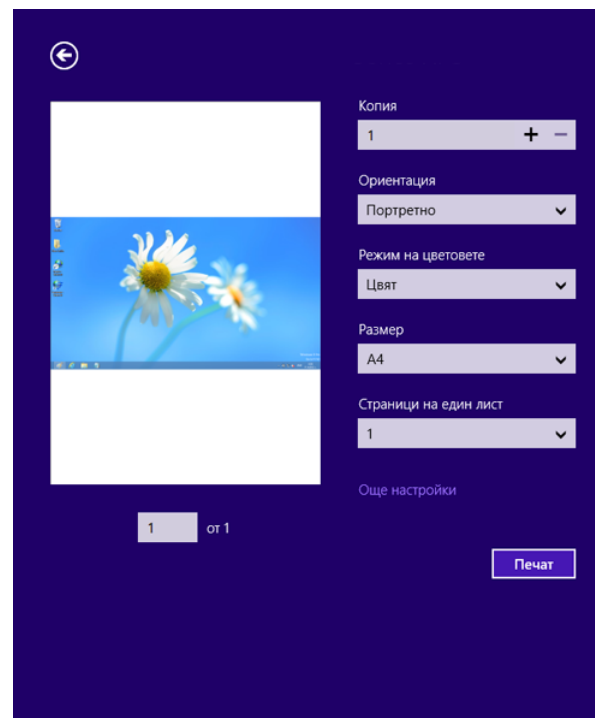 Копия
1
Ориентация
Портретно
Режим на цветовете
Цвят
Размер
A4
Страници на един лист
1
Още настройки
1 от 1
Печат